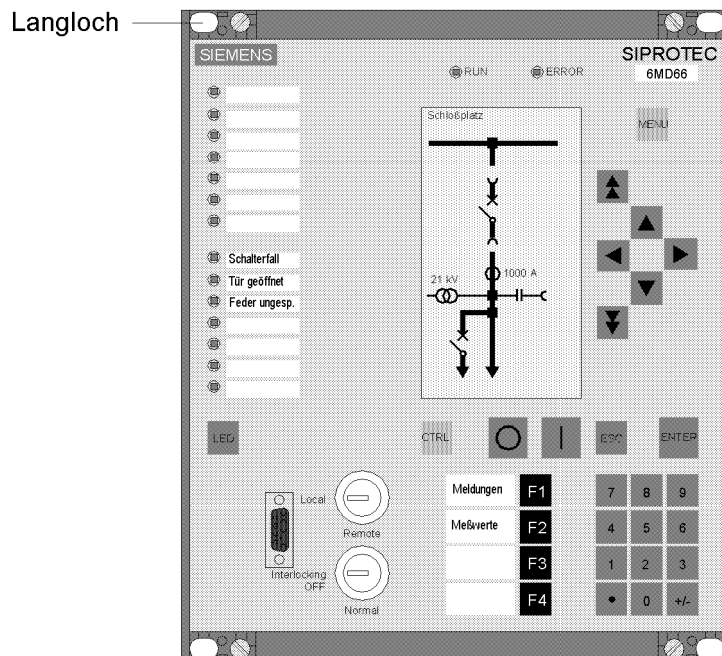 Langloch
SIEMENS
SIPROTEC
RUN
ERROR
6MD66
Schloßplatz
MENU
Schalterfall
Tür geöffnet
Feder ungesp.
21 kV
1000 A
LED
CTRL
ESC
ENTER
Local
Remote
Interlocking
OFF
Normal
Meldungen F1
Meßwerte F2
F3
F4
7 8 9
4 5 6
1 2 3
• 0 +/-